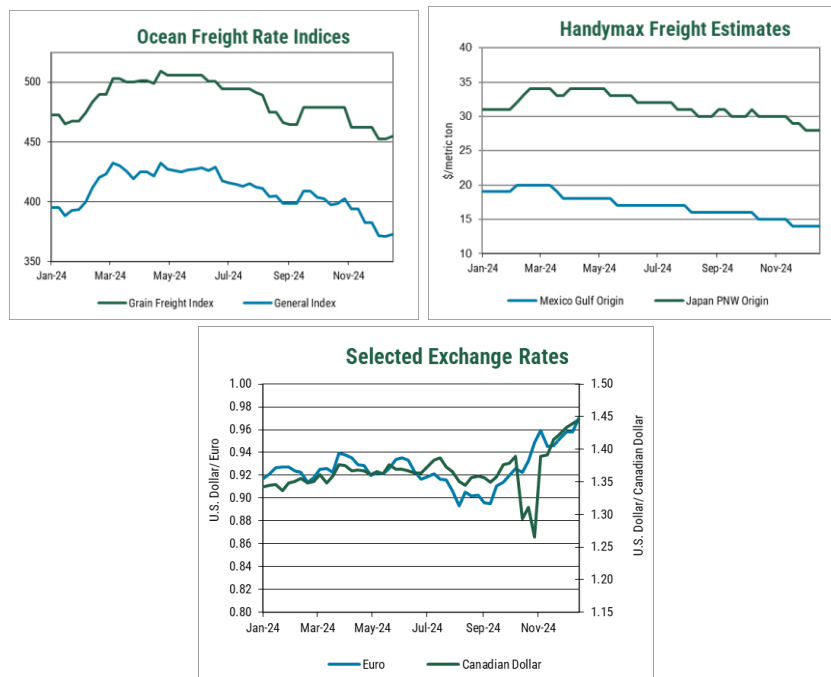 Ocean Freight Rate Indices
500
450
400
350
Jan-24 Mar-24 May-24 Jul-24 Sep-24 Nov-24
Grain Freight Index General Index
Handymax Freight Estimates
$/metric ton
40
35
30
25
20
15
10
Jan-24 Mar-24 May-24 Jul-24 Sep-24 Nov-24
Mexico Gulf Origin Japan PNW Origin
Selected Exchange Rates
U.S. Dollar/ Euro
1.00 1.50
0.98 1.45
0.96
0.94 1.40
0.92 1.35
0.90
0.88 1.30
0.86 1.25
0.84
0.82 1.20
0.80 1.15
U.S. Dollar/ Canadian Dollar
Jan-24 Mar-24 May-24 Jul-24 Sep-24 Nov-24
Euro Canadian Dollar